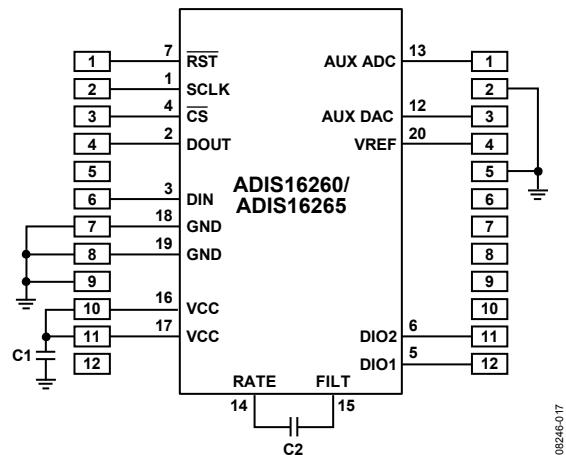 7 RST AUX ADC 13
1 1
1 SCLK
2 2
4 CS AUX DAC 12
3 3
2 DOUT VREF 20
4 4
5 5
ADIS16260/
ADIS16265
3 DIN
6 6
18 GND
7 7
19 GND
8 8
9 9
16 VCC
10 10
17 VCC DIO2 6
11 11
C1
DIO1 5
12 12
RATE FILT
14 15
C2
08246-017